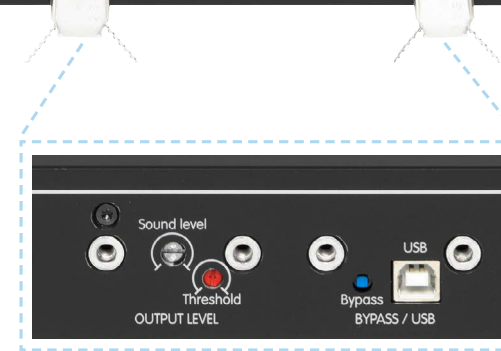 Sound level
USB
Threshold
Bypass
OUTPUT LEVEL
BYPASS / USB